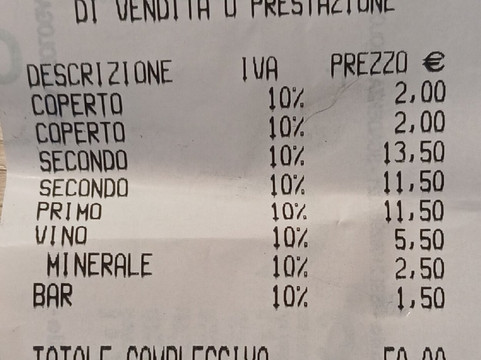 DI VENDITA O PRESTAZIONE
DESCRIZIONE IVA PREZZO €
COPERTO 10% 2,00
COPERTO 10% 2,00
SECONDO 10% 13,50
SECONDO 10% 11,50
PRIMO 10% 11,50
VINO 10% 5,50
MINERALE 10% 2,50
BAR 10% 1,50
TOTALE COMPLESSIVO 50,00